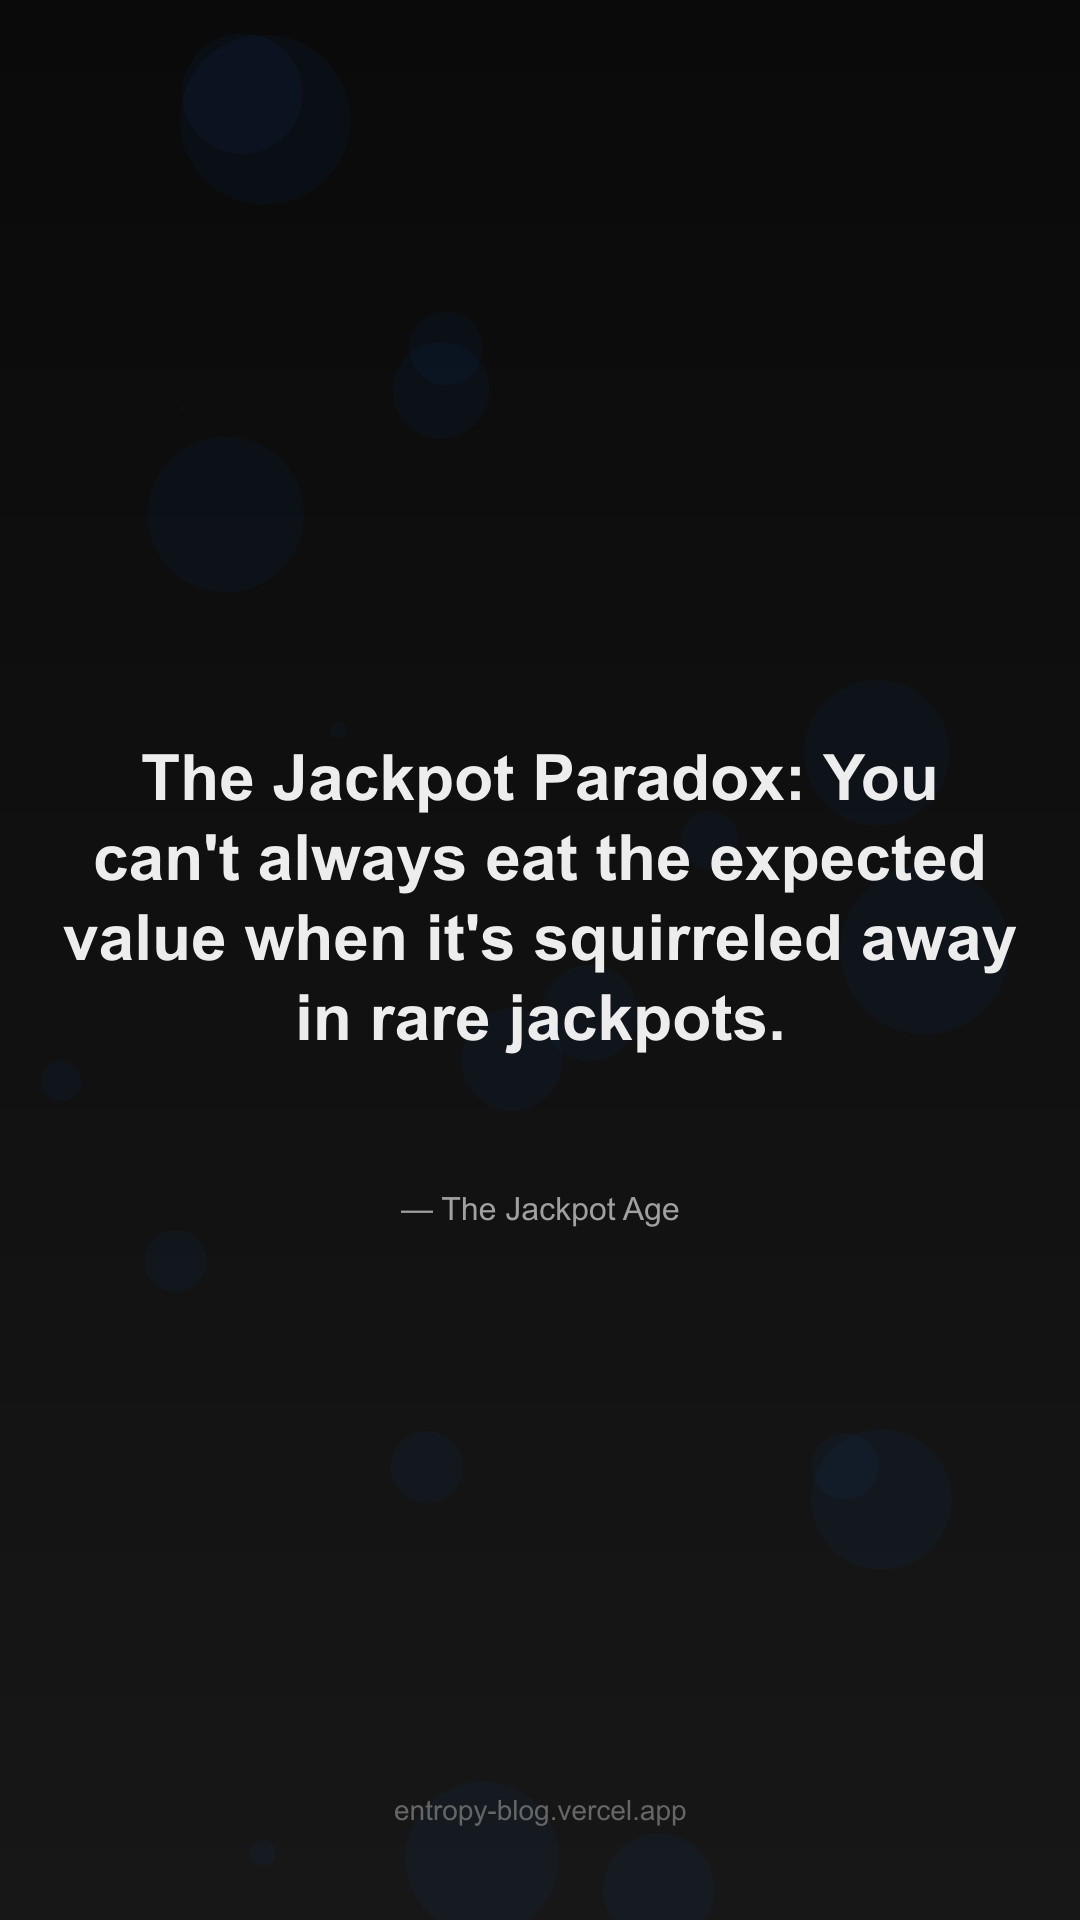 The Jackpot Paradox: You
can't always eat the expected
value when it's squirreled away
in rare jackpots.
— The Jackpot Age
entropy-blog.vercel.app